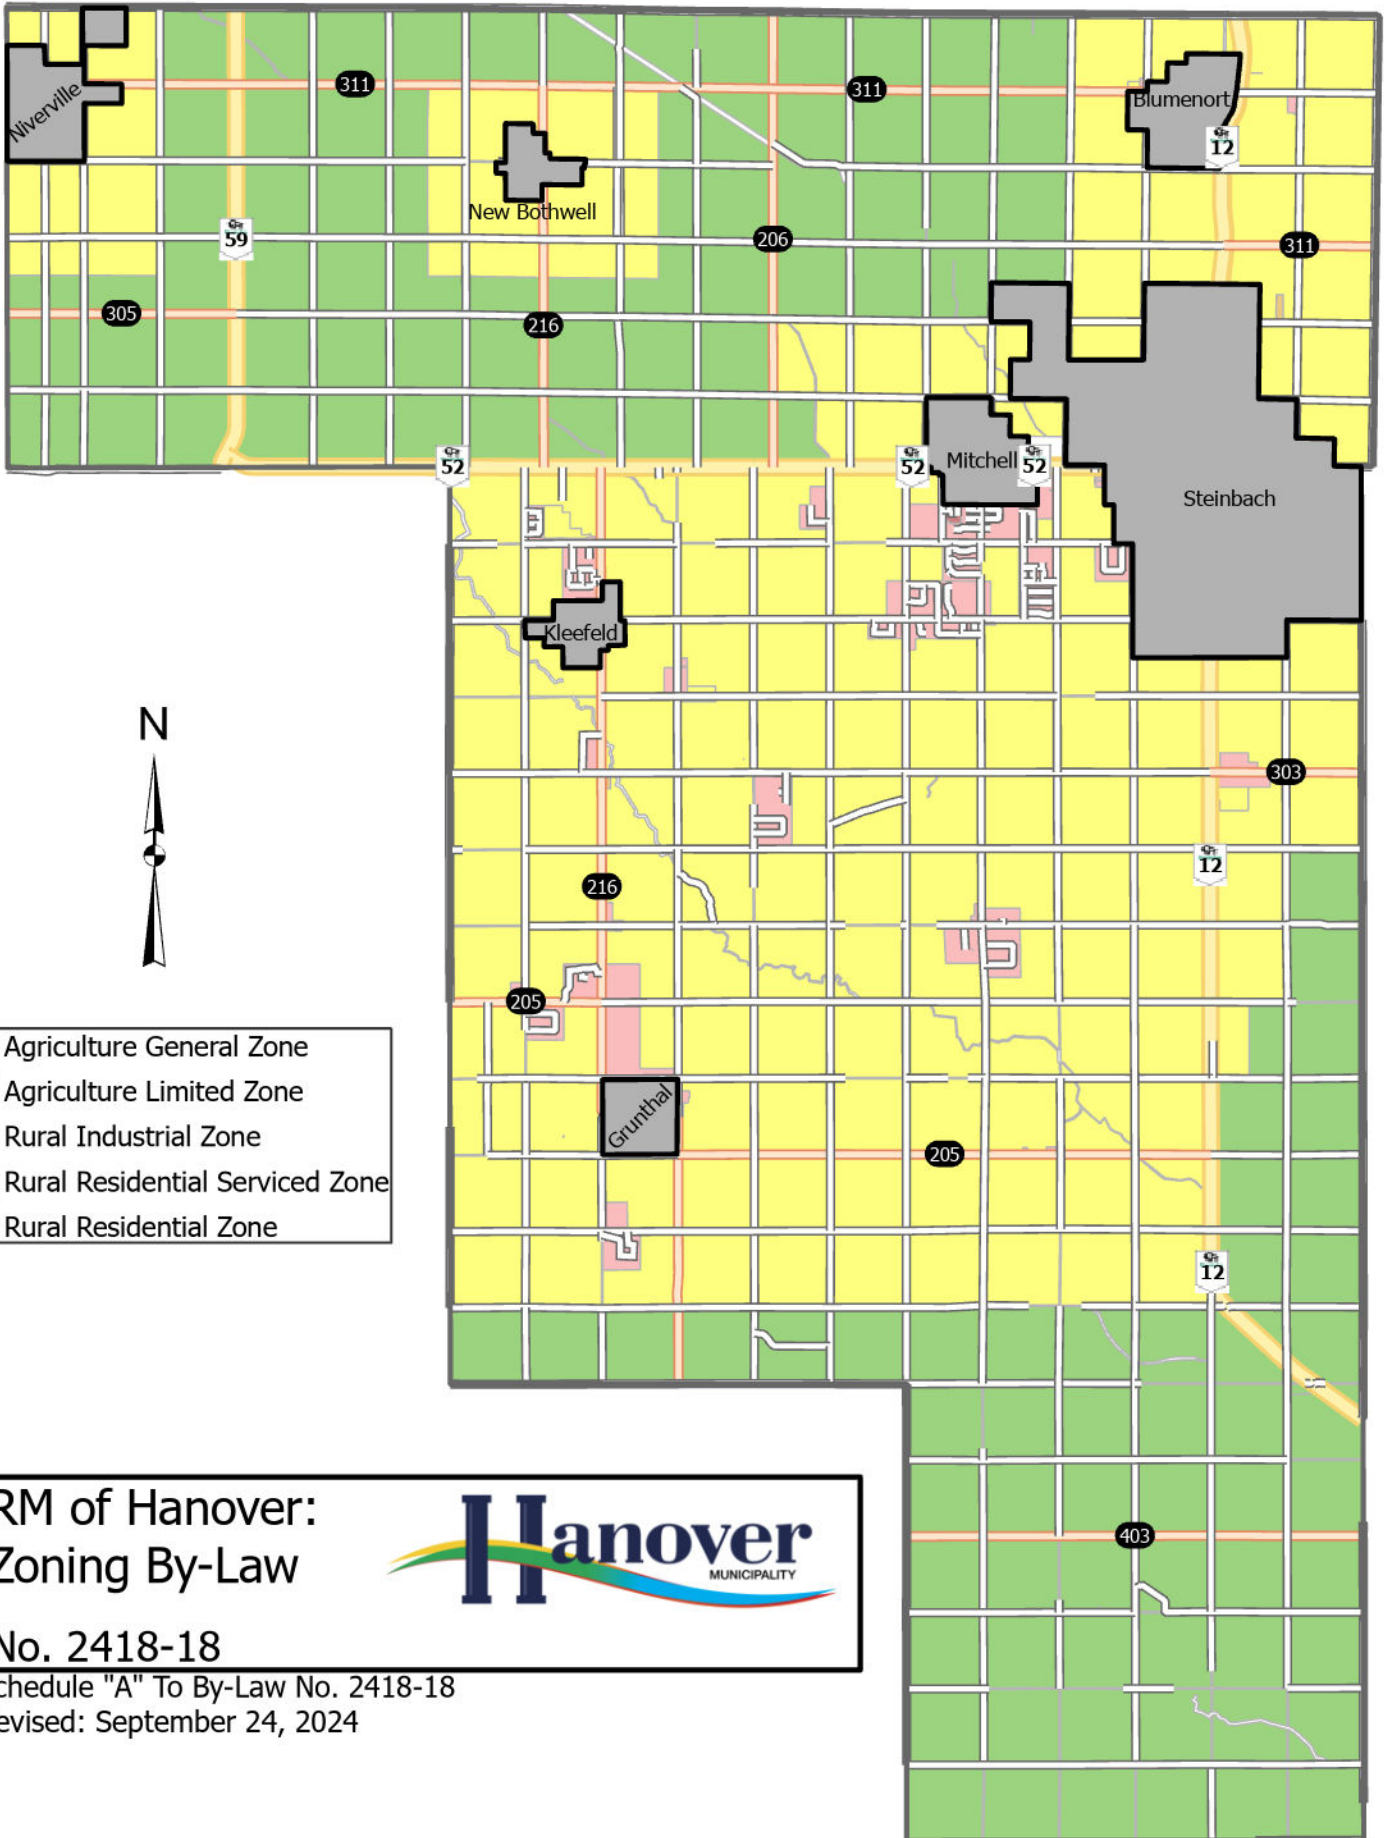 311
311
Niverville
Blumenort
12
New Bothwell
59
206
311
305
216
52
52
Mitchell
52
Steinbach
Kleefeld
N
303
12
216
205
Agriculture General Zone
Agriculture Limited Zone
Rural Industrial Zone
Rural Residential Serviced Zone
Rural Residential Zone
Grunthal
205
12
RM of Hanover:
Zoning By-Law
No. 2418-18
Hanover
MUNICIPALITY
403
chedule "A" To By-Law No. 2418-18
evised: September 24, 2024